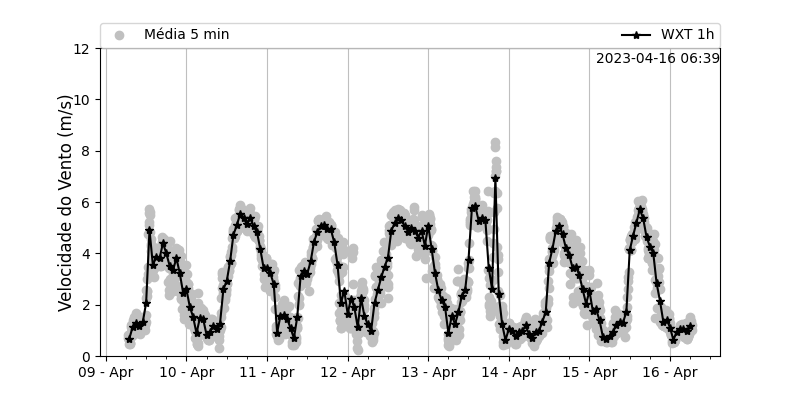 Média 5 min
WXT 1h
2023-04-16 06:39
Velocidade do Vento (m/s)
12
10
8
6
4
2
0
09 - Apr 10 - Apr 11 - Apr 12 - Apr 13 - Apr 14 - Apr 15 - Apr 16 - Apr